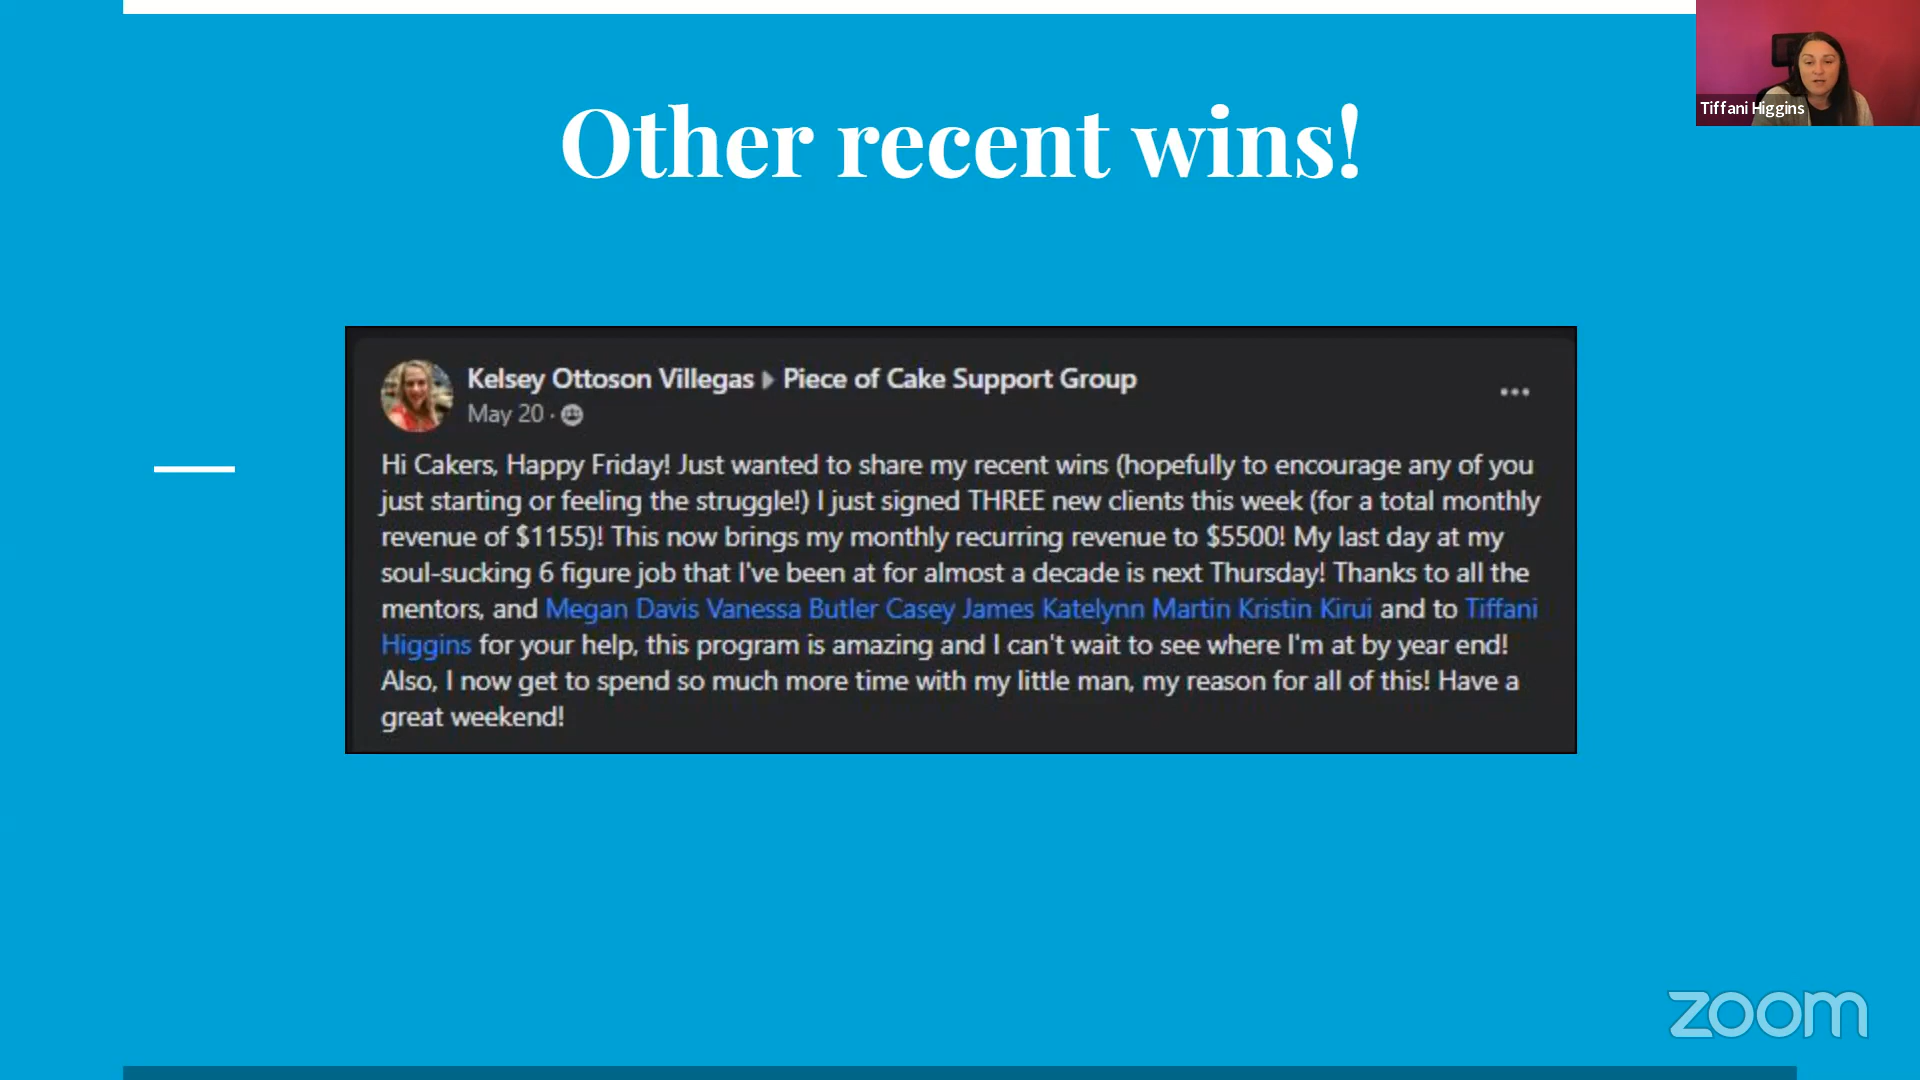 Other recent wins!
Tiffani Higgins
Kelsey Ottoson Villegas Piece of Cake Support Group
May 20 ·
Hi Cakers, Happy Friday! Just wanted to share my recent wins (hopefully to encourage any of you
just starting or feeling the struggle!) I just signed THREE new clients this week (for a total monthly
revenue of $1155)! This now brings my monthly recurring revenue to $5500! My last day at my
soul-sucking 6 figure job that I've been at for almost a decade is next Thursday! Thanks to all the
mentors, and Megan Davis Vanessa Butler Casey James Katelynn Martin Kristin Kirui and to Tiffani
Higgins for your help, this program is amazing and I can't wait to see where I'm at by year end!
Also, I now get to spend so much more time with my little man, my reason for all of this! Have a
great weekend!
zoom